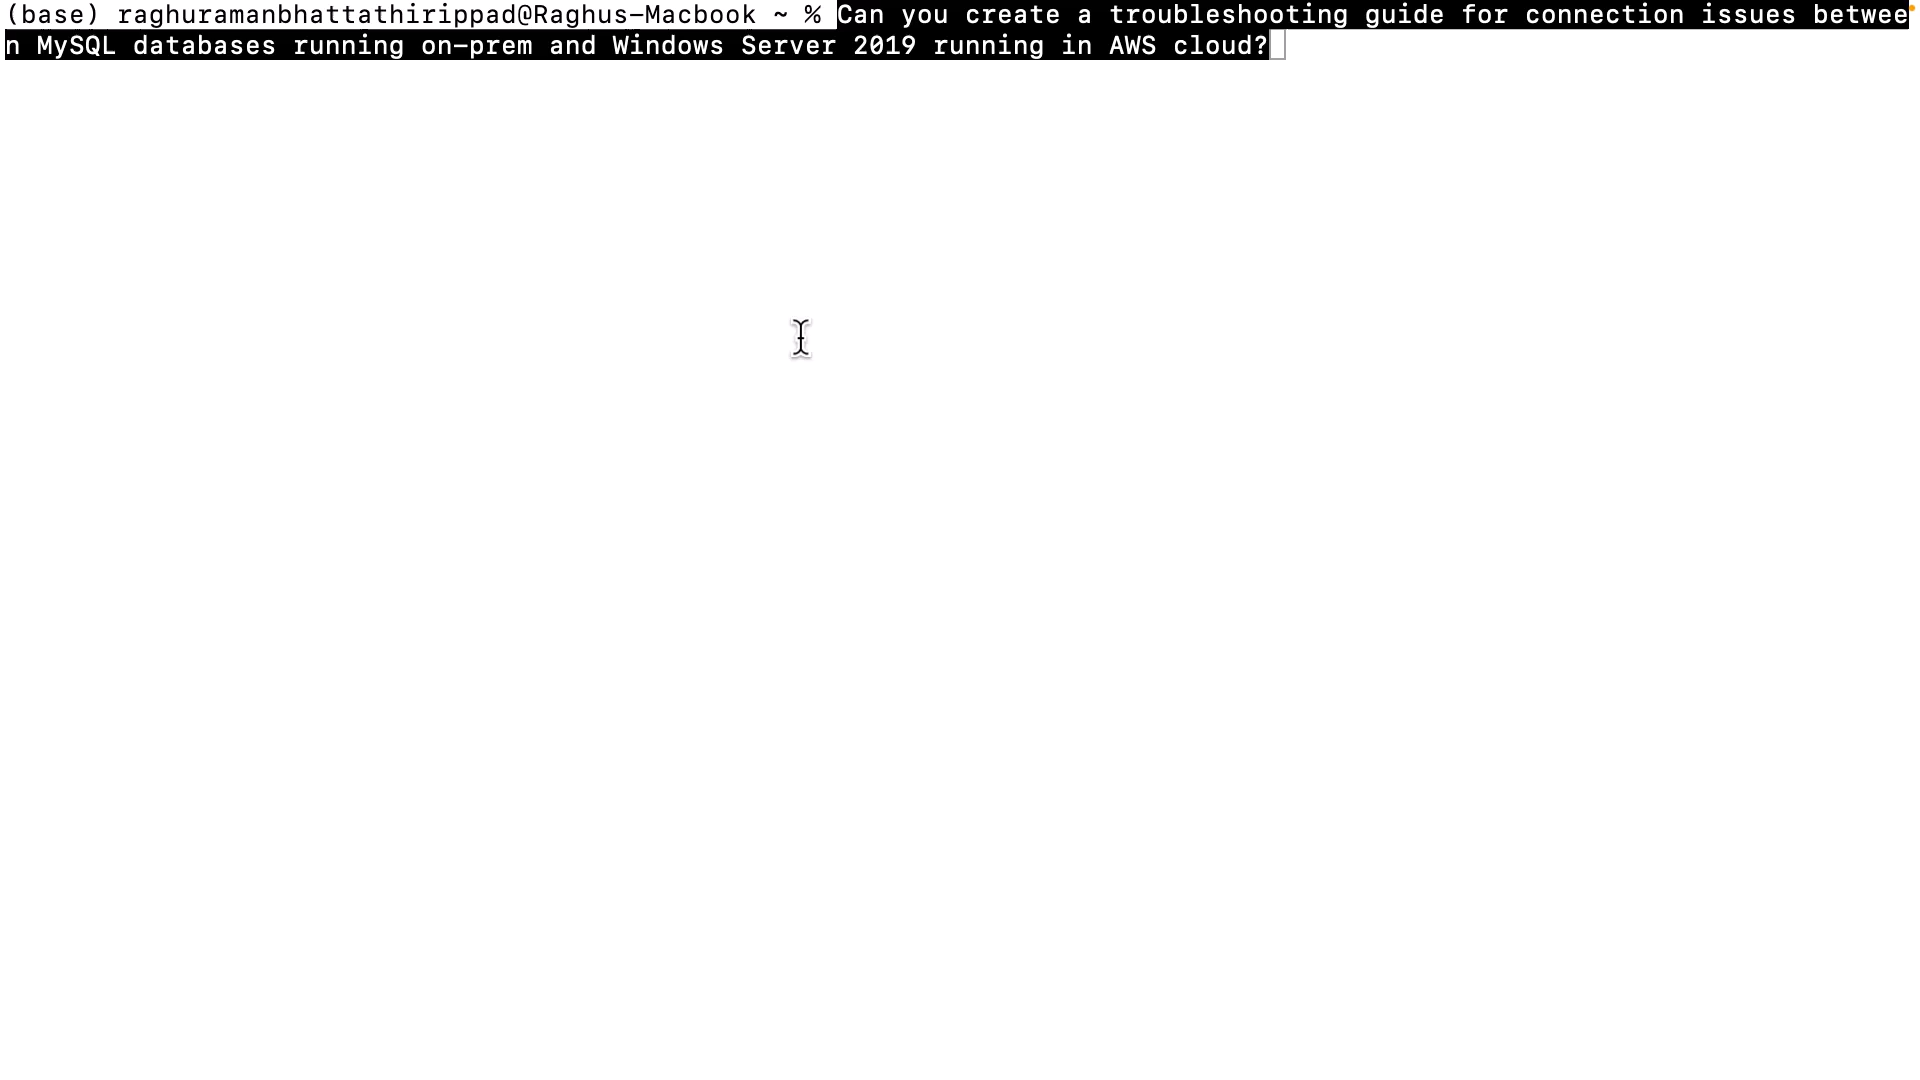 (base) raghuramanbhattathirippad@Raghus-Macbook ~ % Can you create a troubleshooting guide for connection issues betwee
n MySQL databases running on-prem and Windows Server 2019 running in AWS cloud?